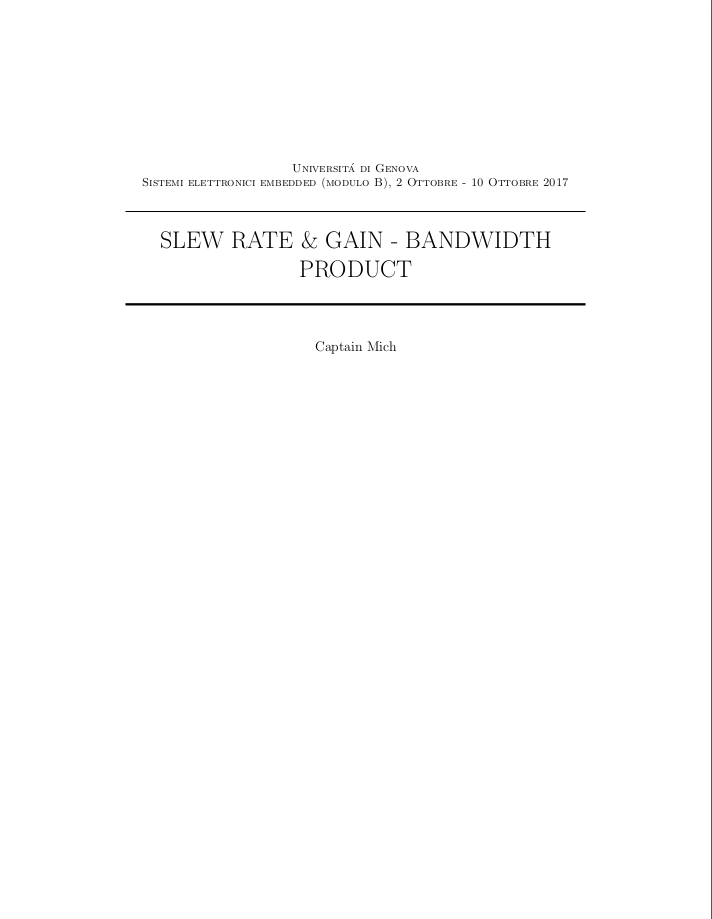 Universitá di Genova
Sistemi elettronici embedded (modulo B), 2 Ottobre - 10 Ottobre 2017
SLEW RATE & GAIN - BANDWIDTH
PRODUCT
Captain Mich